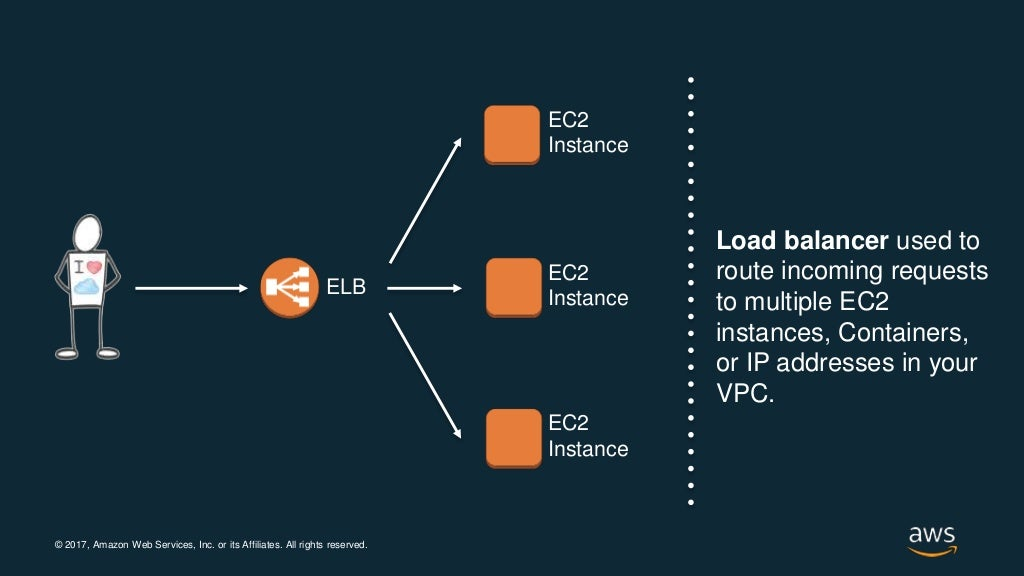 EC2
Instance
I ❤
ELB
EC2
Instance
EC2
Instance
Load balancer used to
route incoming requests
to multiple EC2
instances, Containers,
or IP addresses in your
VPC.
© 2017, Amazon Web Services, Inc. or its Affiliates. All rights reserved.
aws